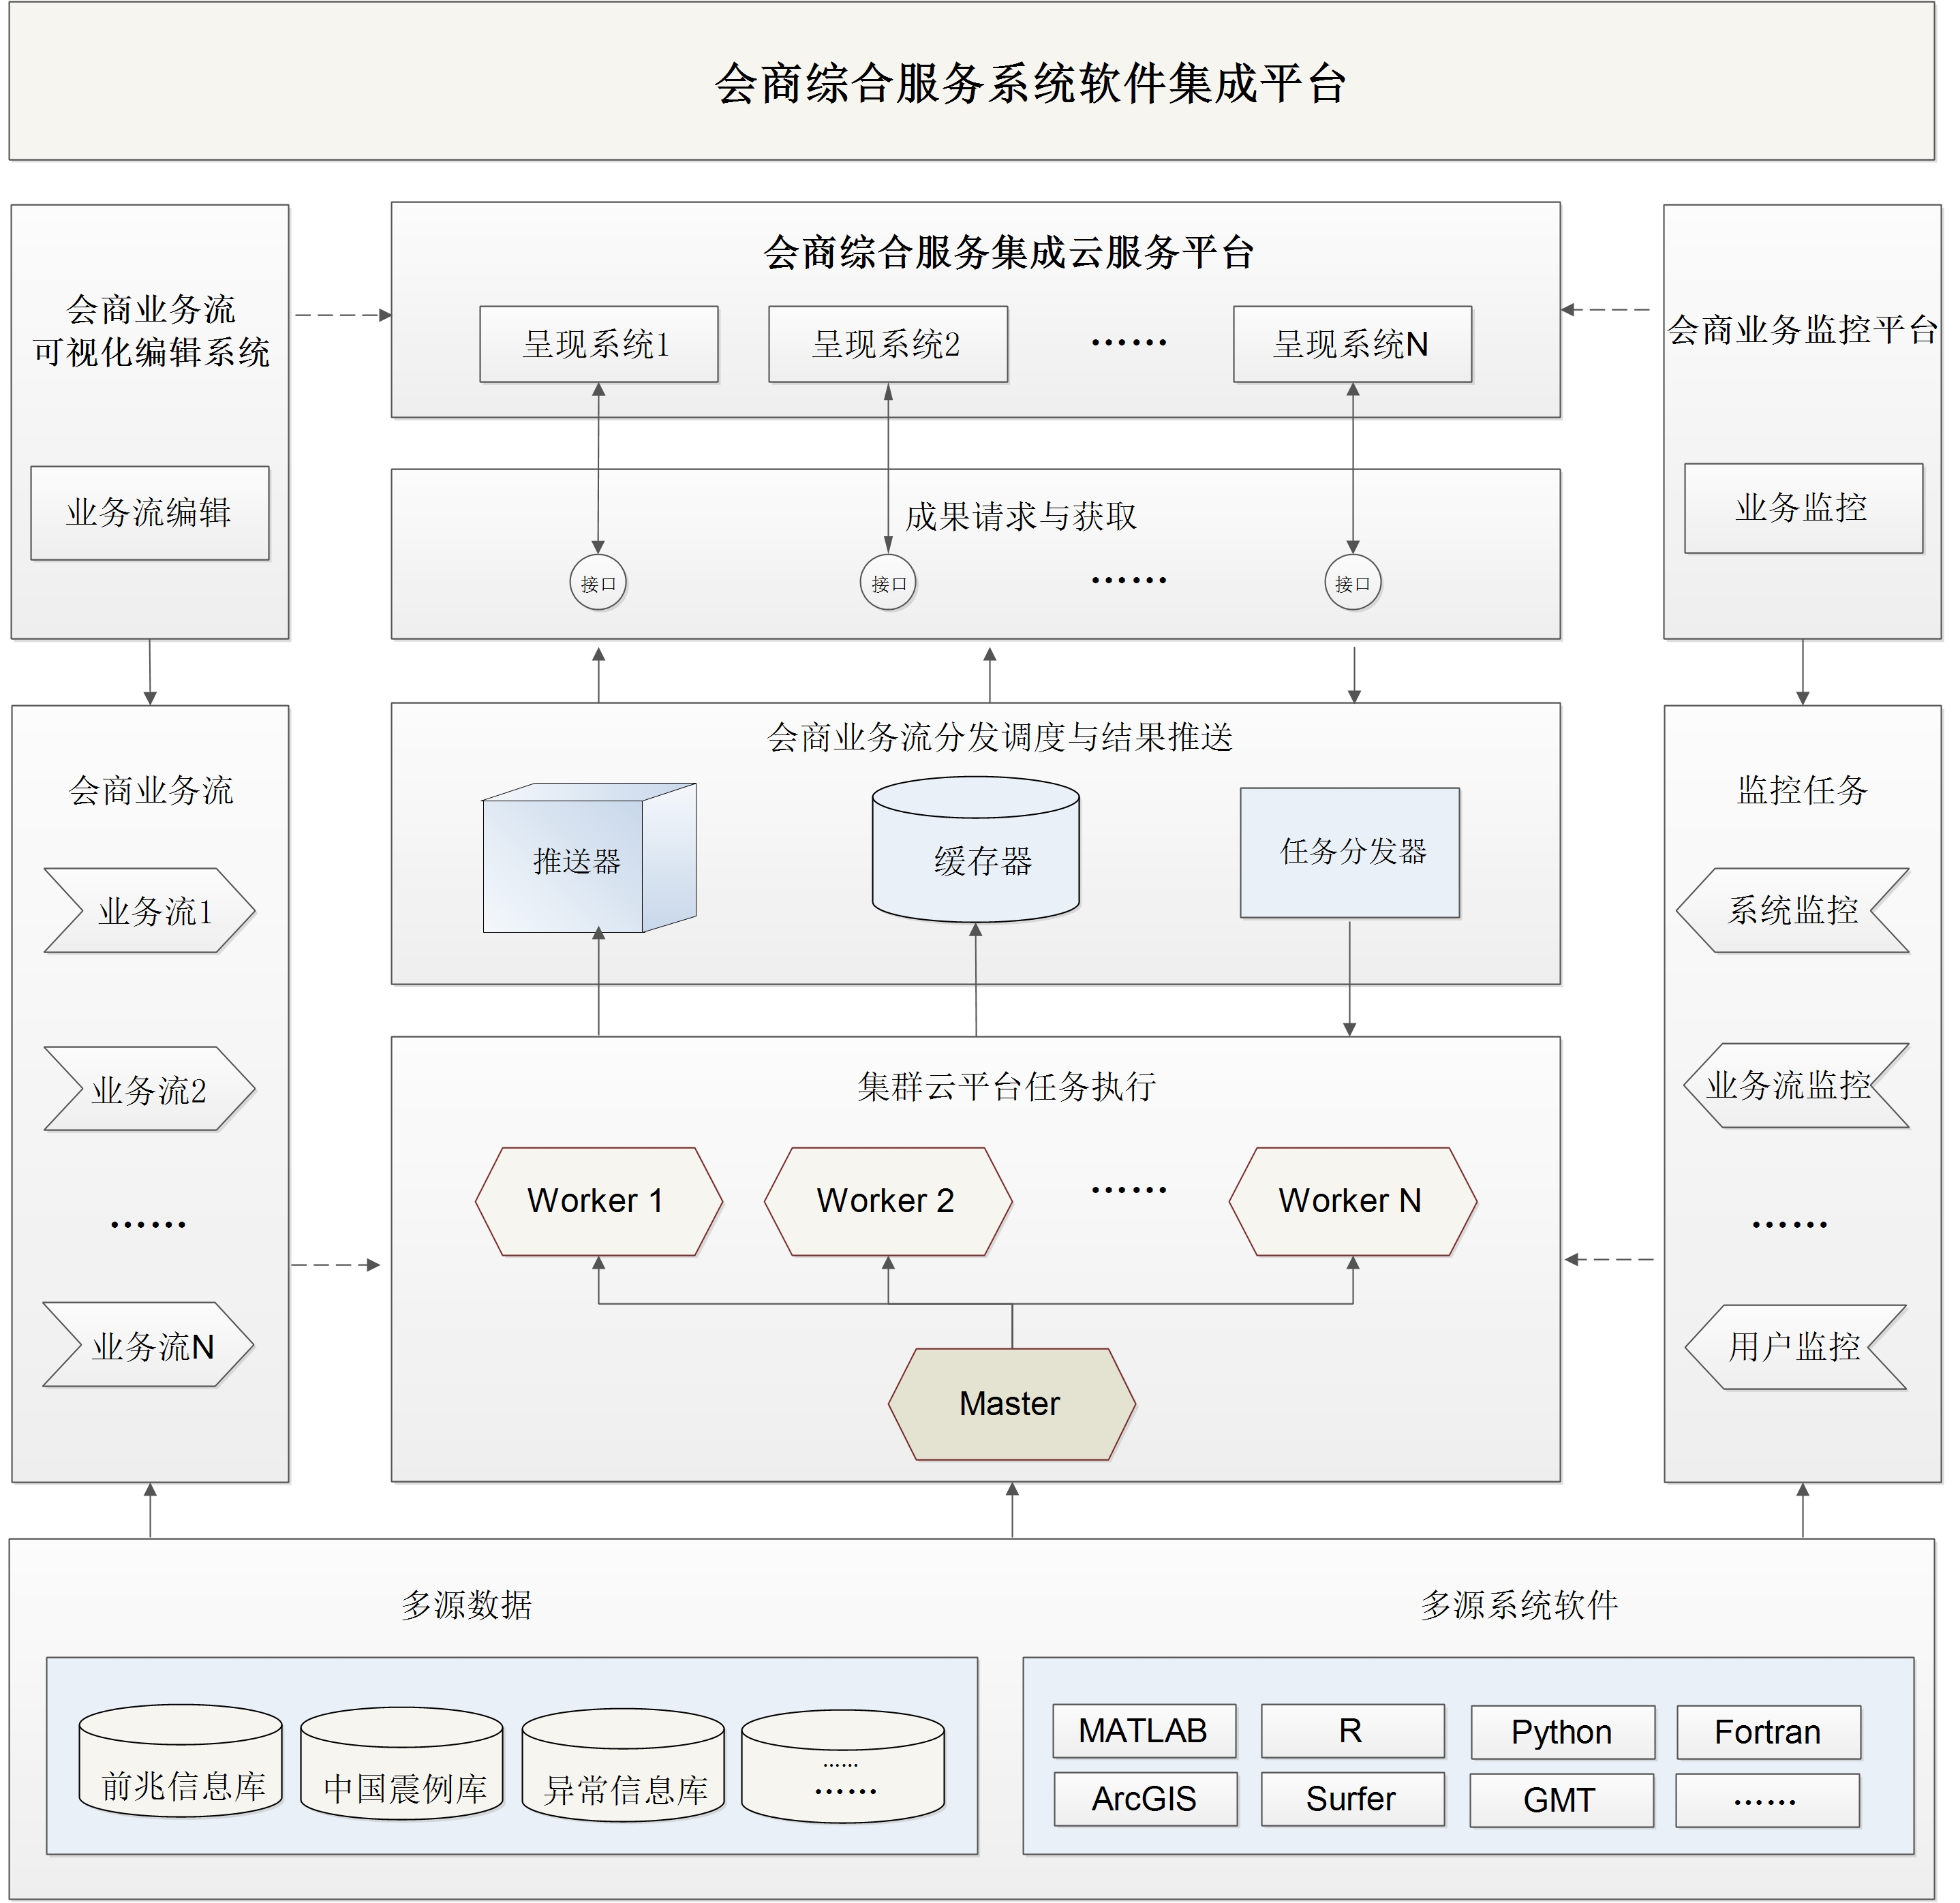 会商综合服务系统软件集成平台
会商业务流
可视化编辑系统
业务流编辑
会商综合服务集成云服务平台
呈现系统1
呈现系统2
……
呈现系统N
会商业务监控平台
业务监控
成果请求与获取
接口
接口
……
接口
会商业务流
业务流1
业务流2
……
业务流N
会商业务流分发调度与结果推送
推送器
缓存器
任务分发器
监控任务
系统监控
业务流监控
……
用户监控
集群云平台任务执行
Worker 1
Worker 2
……
Worker N
Master
多源数据
前兆信息库
中国震例库
异常信息库
……
……
多源系统软件
MATLAB
R
Python
Fortran
ArcGIS
Surfer
GMT
……